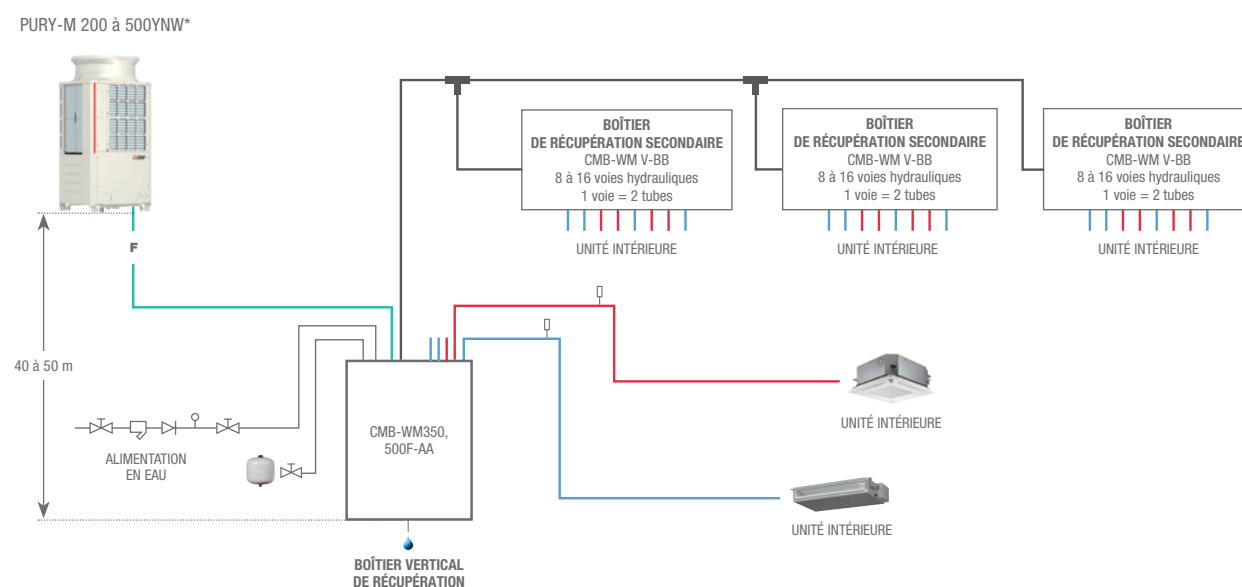 PURY-M 200 à 500YNW*
BOÎTIER
DE RÉCUPÉRATION SECONDAIRE
CMB-WM V-BB
8 à 16 voies hydrauliques
1 voie = 2 tubes
UNITÉ INTÉRIEURE
BOÎTIER
DE RÉCUPÉRATION SECONDAIRE
CMB-WM V-BB
8 à 16 voies hydrauliques
1 voie = 2 tubes
UNITÉ INTÉRIEURE
BOÎTIER
DE RÉCUPÉRATION SECONDAIRE
CMB-WM V-BB
8 à 16 voies hydrauliques
1 voie = 2 tubes
UNITÉ INTÉRIEURE
F
40 à 50 m
ALIMENTATION
EN EAU
CMB-WM350,
500F-AA
UNITÉ INTÉRIEURE
UNITÉ INTÉRIEURE
BOÎTIER VERTICAL
DE RÉCUPÉRATION